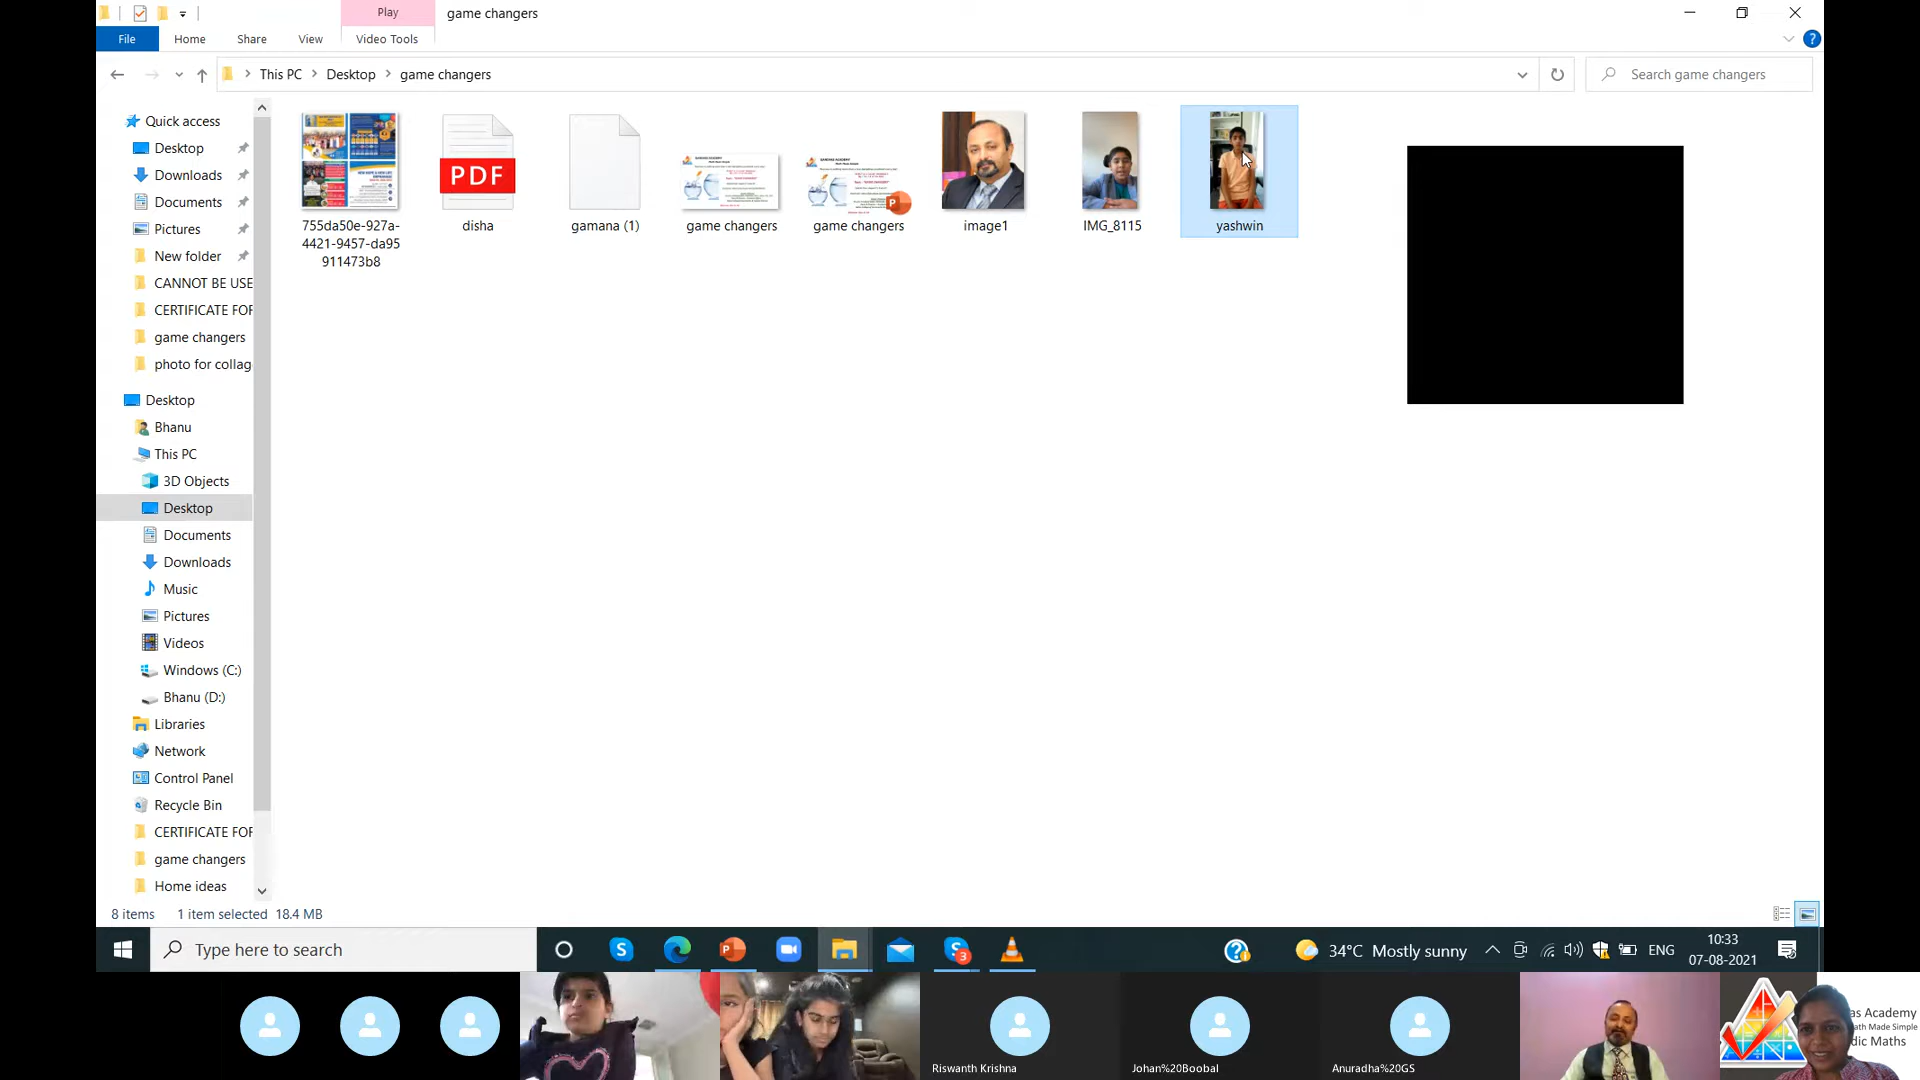 Play
game changers
File
Home
Share
View
Video Tools
This PC
Desktop
game changers
Search game changers
Quick access
Desktop
Downloads
Documents
Pictures
New folder
CANNOT BE USE
CERTIFICATE FOR
game changers
photo for collag
Desktop
Bhanu
This PC
3D Objects
Desktop
Documents
Downloads
Music
Pictures
Videos
Windows (C:)
Bhanu (D:)
Libraries
Network
Control Panel
Recycle Bin
CERTIFICATE FOR
game changers
Home ideas
755da50e-927a-
4421-9457-da95
911473b8
PDF
disha
gamana (1)
game changers
P
game changers
image1
IMG_8115
yashwin
8 items
1 item selected 18.4 MB
Type here to search
34°C Mostly sunny
ENG
10:33
07-08-2021
Riswanth Krishna
Johan%20Boobal
Anuradha%20GS
as Academy
ath Made Simple
dic Maths